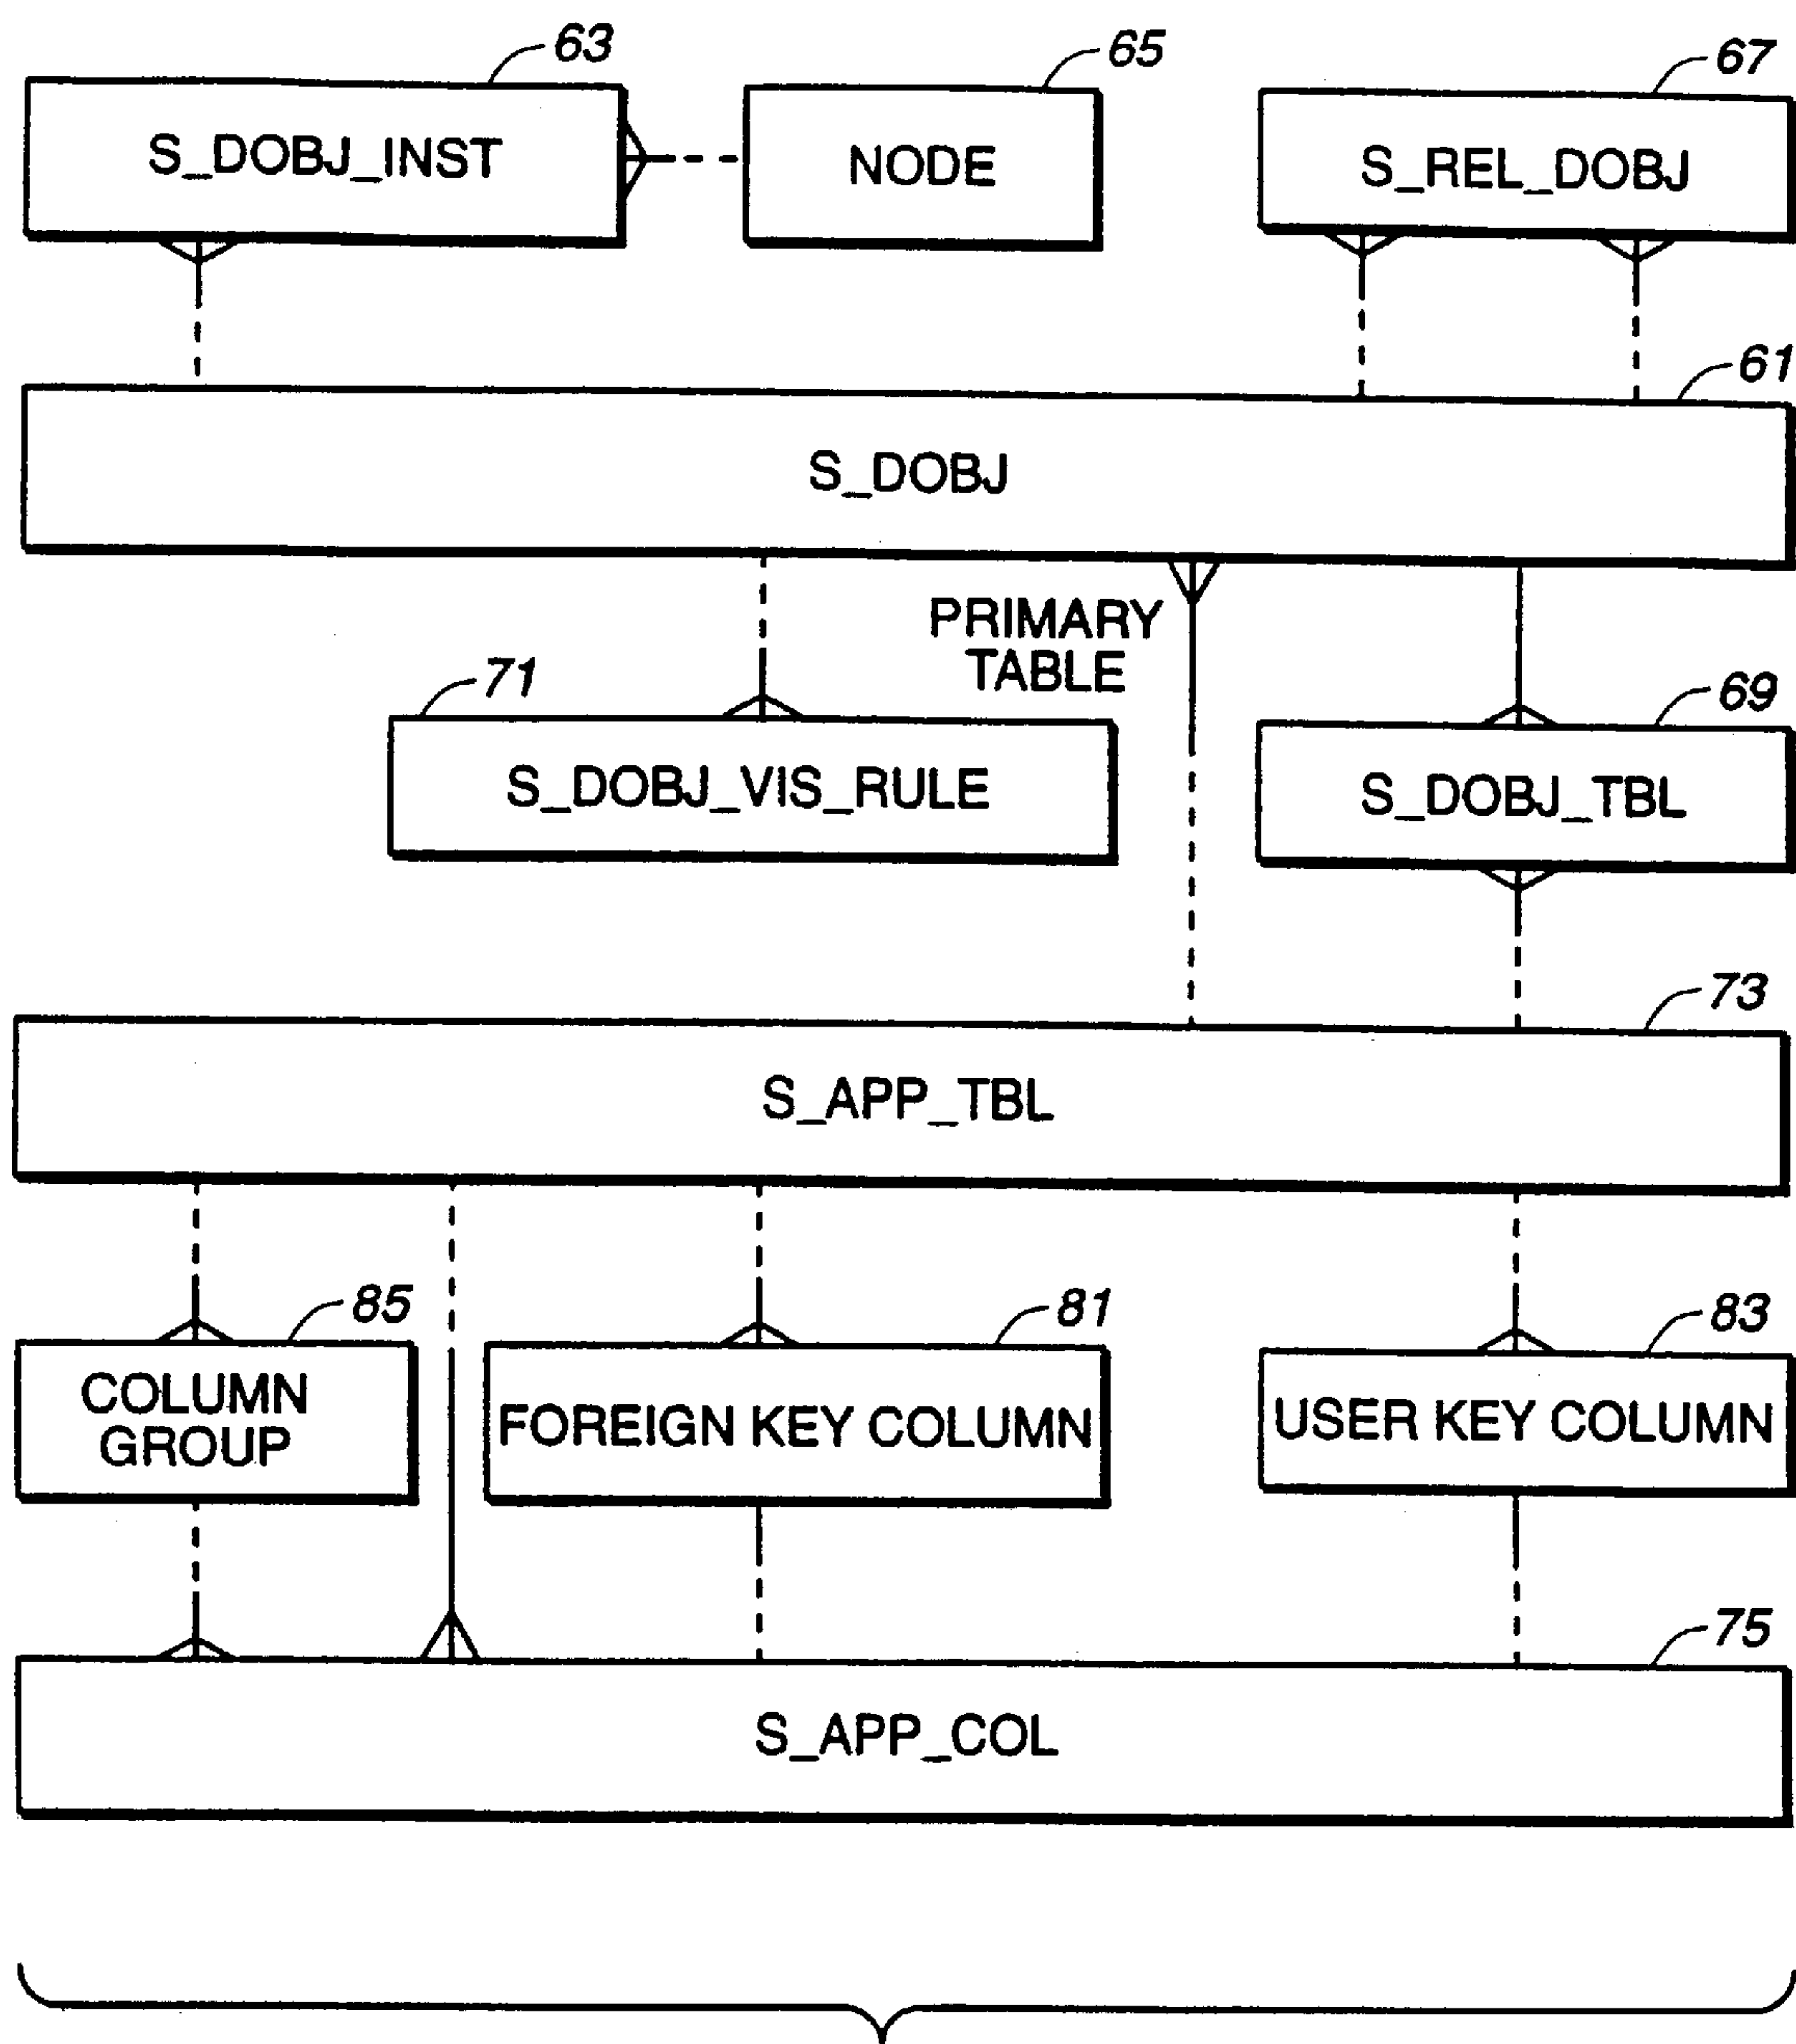 63
65
67
S_DOBJ_INST
NODE
S_REL_DOBJ
61
S_DOBJ
PRIMARY
TABLE
71
69
S_DOBJ_VIS_RULE
S_DOBJ_TBL
73
S_APP_TBL
85
81
83
COLUMN
GROUP
FOREIGN KEY COLUMN
USER KEY COLUMN
75
S_APP_COL